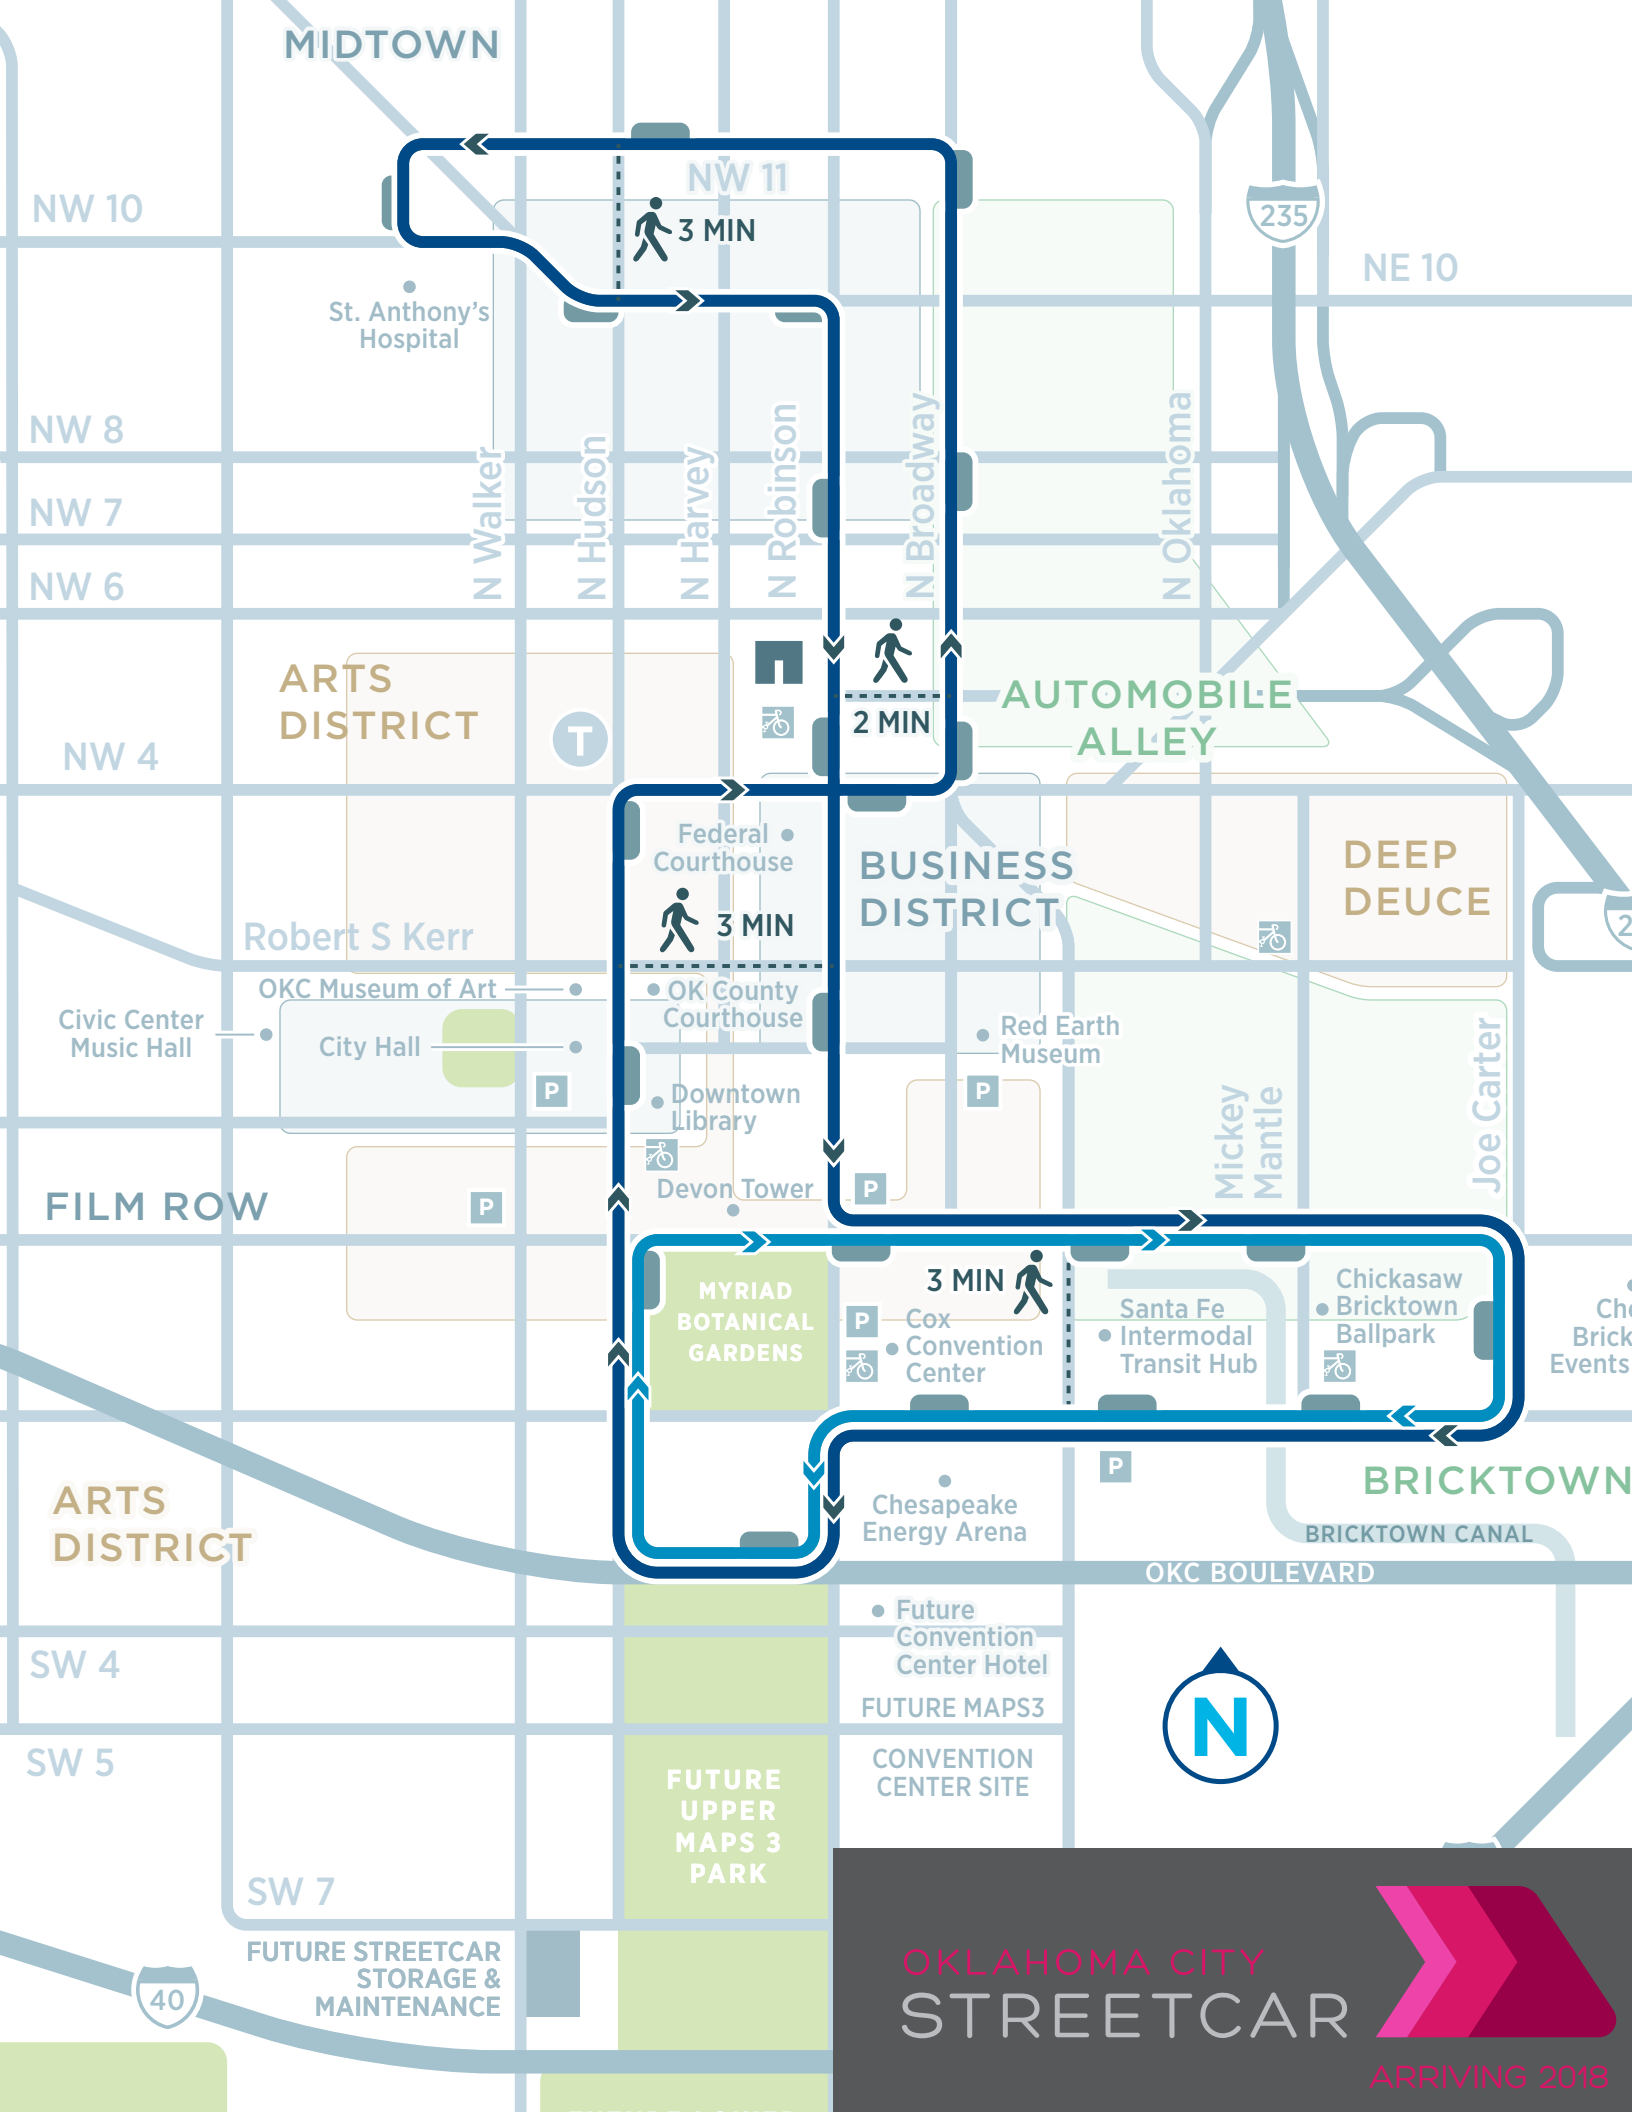 MIDTOWN
NW 11
NW 10
3 MIN
235
NE 10
St. Anthony's
Hospital
NW 8
NW 7
NW 6
N Walker
N Hudson
N Harvey
N Robinson
N Broadway
N Oklahoma
ARTS
DISTRICT
T
2 MIN
AUTOMOBILE
ALLEY
NW 4
Federal
Courthouse
BUSINESS
DISTRICT
DEEP
DEUCE
3 MIN
Robert S Kerr
OKC Museum of Art
OK County
Courthouse
Civic Center
Music Hall
City Hall
Red Earth
Museum
P
P
Downtown
Library
Mickey
Mantle
Joe Carter
Devon Tower
P
FILM ROW
P
MYRIAD
BOTANICAL
GARDENS
3 MIN
P
Cox
Convention
Center
Santa Fe
Intermodal
Transit Hub
Chickasaw
Bricktown
Ballpark
Events
P
BRICKTOWN
ARTS
DISTRICT
Chesapeake
Energy Arena
BRICKTOWN CANAL
OKC BOULEVARD
Future
Convention
Center Hotel
SW 4
FUTURE MAPS3
CONVENTION
CENTER SITE
N
SW 5
FUTURE
UPPER
MAPS 3
PARK
SW 7
FUTURE STREETCAR
STORAGE &
MAINTENANCE
40
OKLAHOMA CITY
STREETCAR
ARRIVING 2018